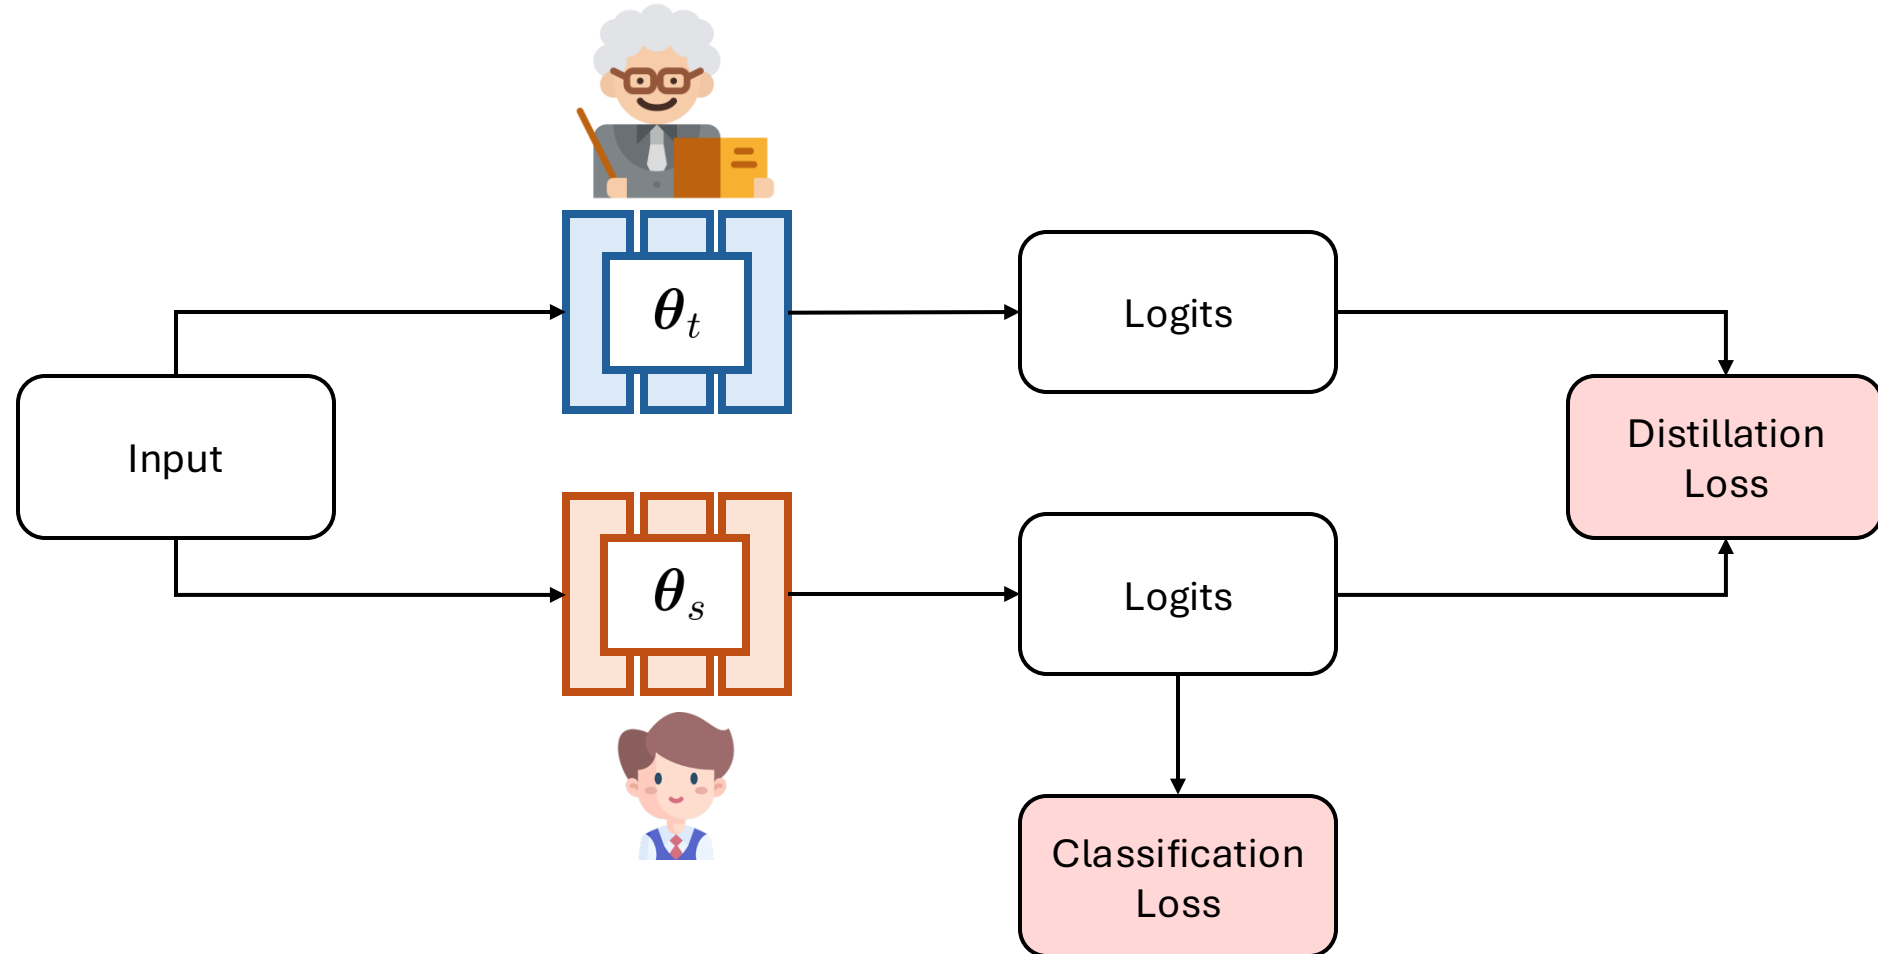 θt
Logits
Input
Distillation
Loss
θs
Logits
Classification
Loss